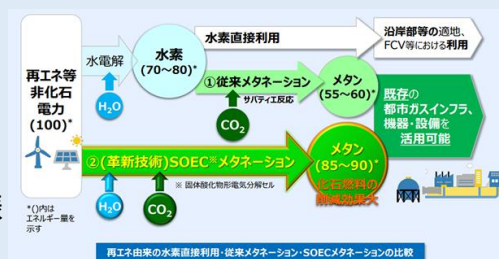 再エネ等
非化石
電力
(100)*
水電解
H₂O
水素
(70~80)*
水素直接利用
沿岸部等の適地、
FCV等における利用
①従来メタネーション
サバティエ反応
CO₂
メタン
(55~60)*
既存の
都市ガスインフラ、
機器・設備を
活用可能
②(革新技術)SOEC※メタネーション
※ 固体酸化物形電気分解セル
H₂O
CO₂
メタン
(85~90)*
化石燃料の
削減効果大
*()内は
エネルギー量を
示す
再エネ由来の水素直接利用・従来メタネーション・SOECメタネーションの比較